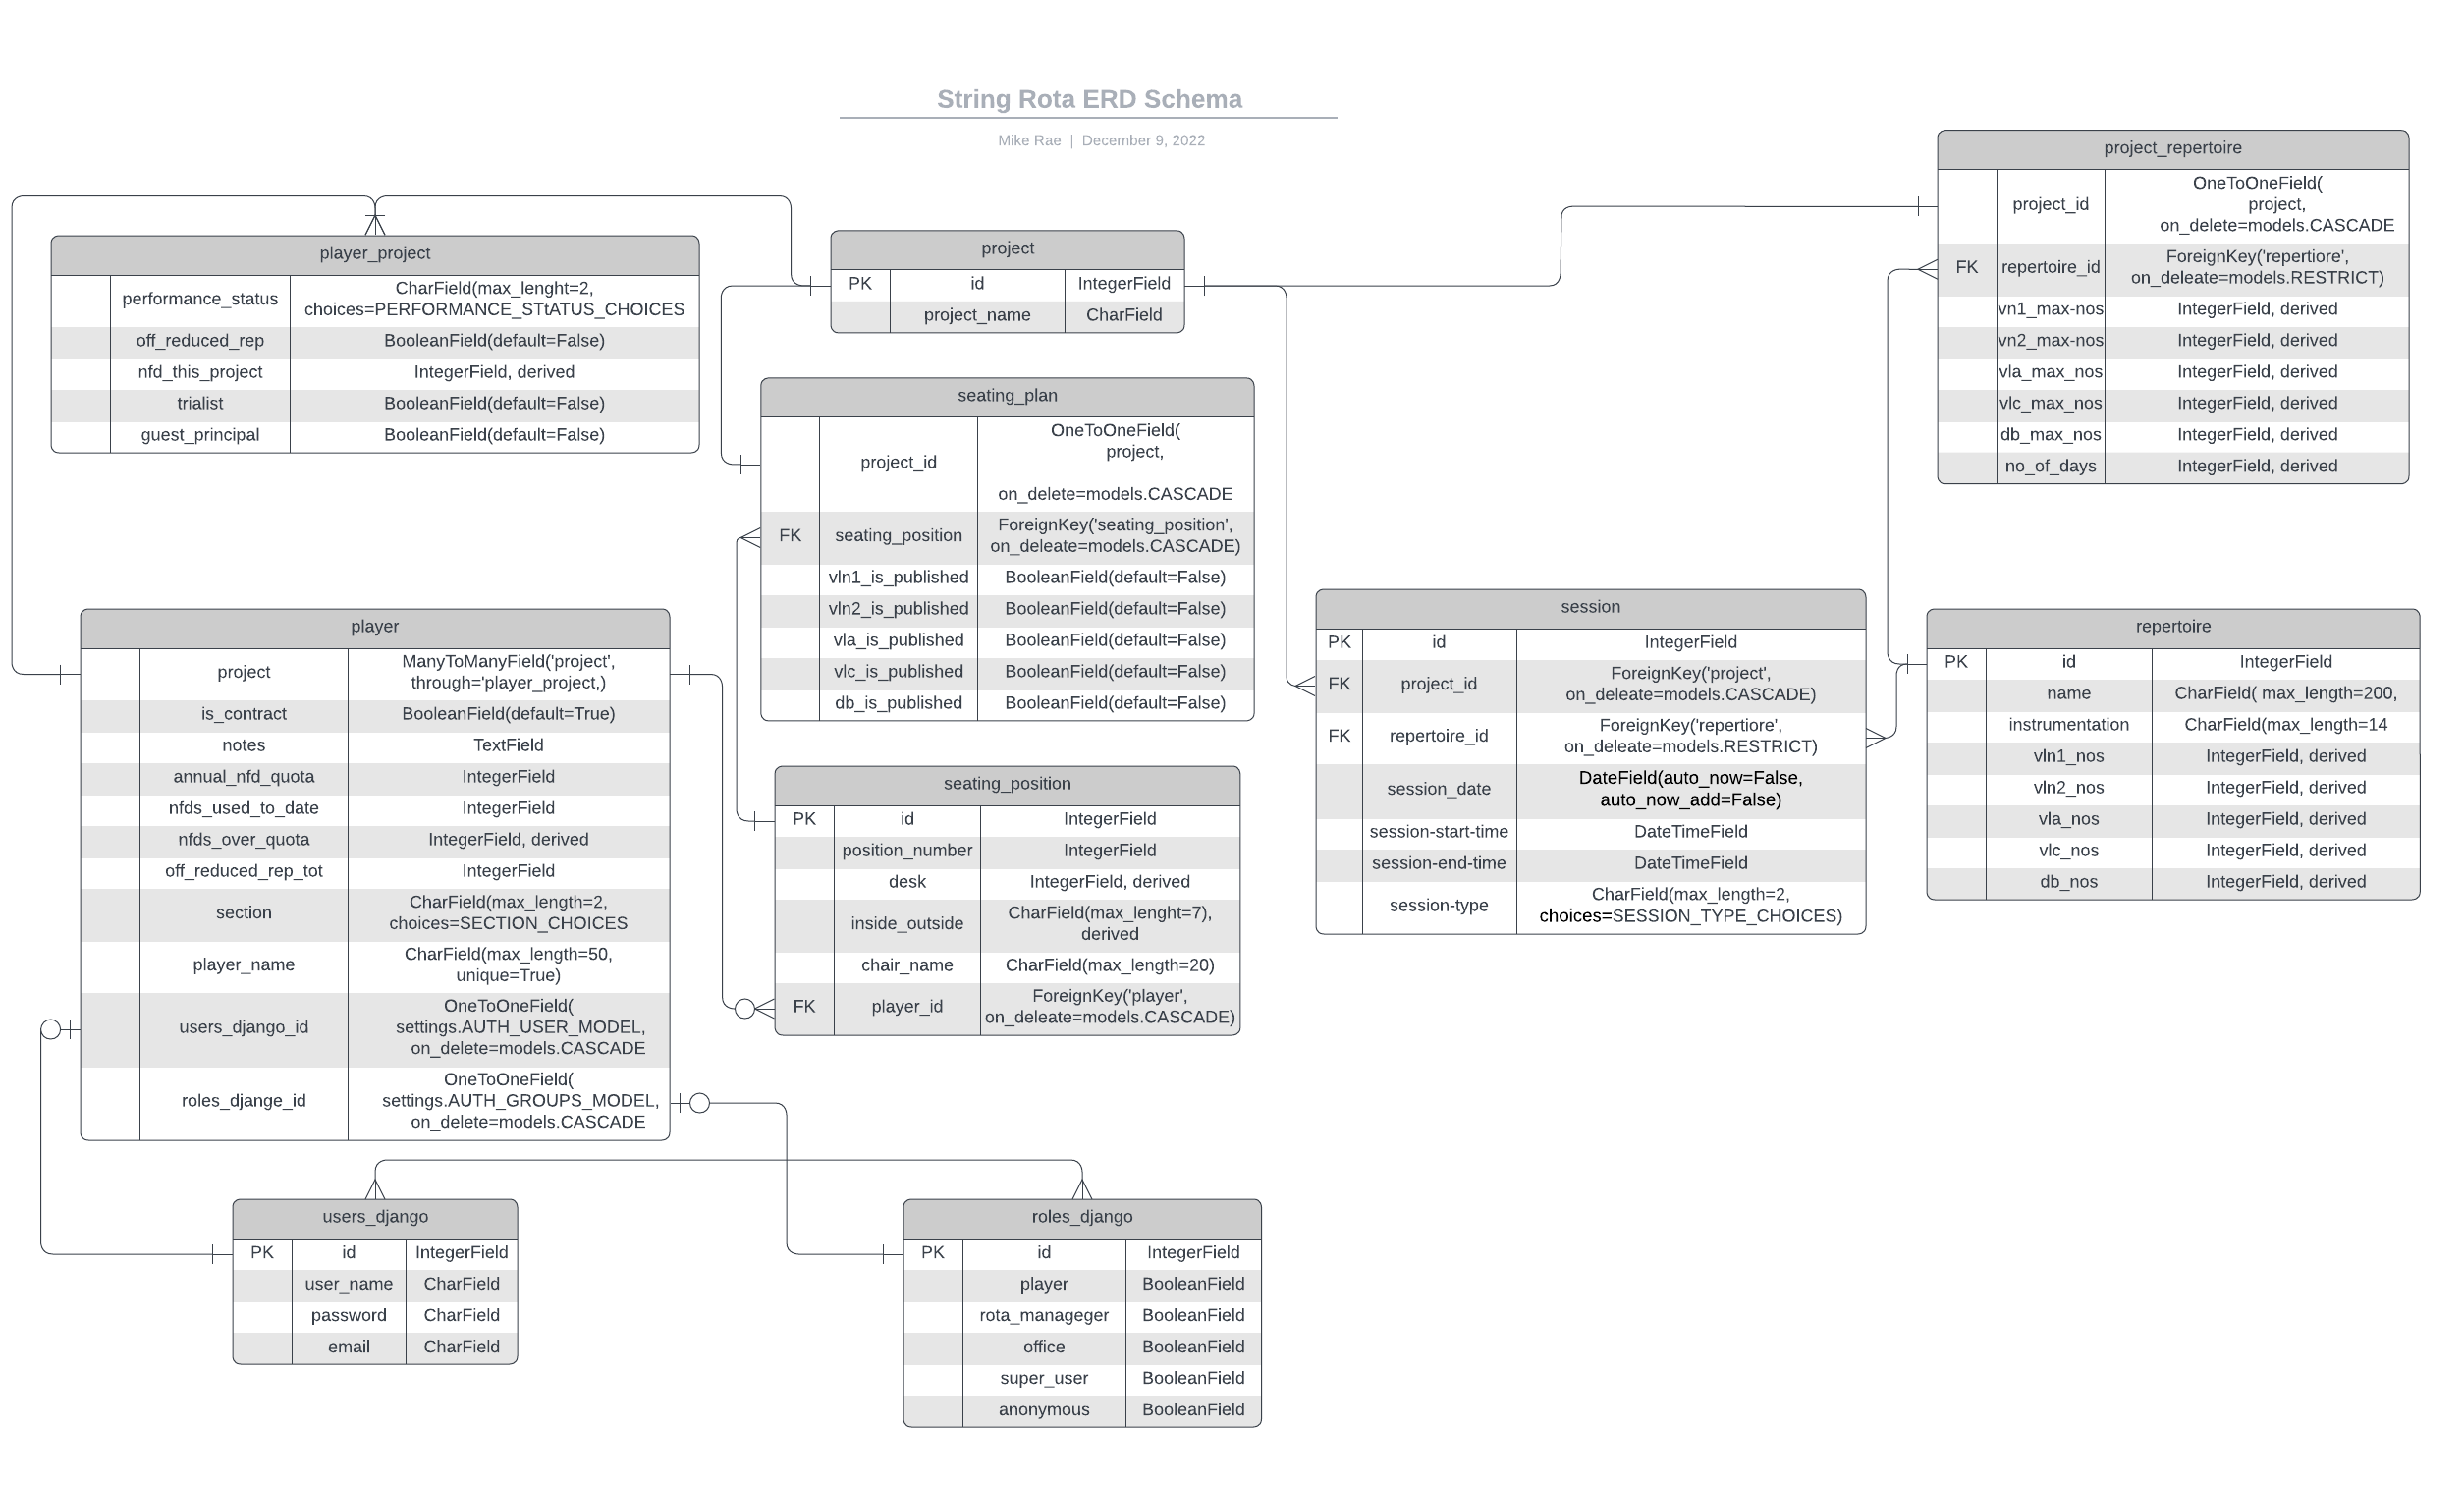 String Rota ERD Schema
Mike Rae | December 9, 2022
player_project
performance_status
CharField(max_lenght=2,
choices=PERFORMANCE_STtATUS_CHOICES
off_reduced_rep
BooleanField(default=False)
nfd_this_project
IntegerField, derived
trialist
BooleanField(default=False)
guest_principal
BooleanField(default=False)
project
PK
id
IntegerField
project_name
CharField
project_repertoire
project_id
OneToOneField(
project,
on_delete=models.CASCADE
FK
repertoire_id
ForeignKey('repertiore',
on_deleate=models.RESTRICT)
vn1_max-nos
IntegerField, derived
vn2_max-nos
IntegerField, derived
vla_max_nos
IntegerField, derived
vlc_max_nos
IntegerField, derived
db_max_nos
IntegerField, derived
no_of_days
IntegerField, derived
seating_plan
project_id
OneToOneField(
project,
on_delete=models.CASCADE
FK
seating_position
ForeignKey('seating_position',
on_deleate=models.CASCADE)
vln1_is_published
BooleanField(default=False)
vln2_is_published
BooleanField(default=False)
vla_is_published
BooleanField(default=False)
vlc_is_published
BooleanField(default=False)
db_is_published
BooleanField(default=False)
player
project
ManyToManyField('project',
through='player_project,)
is_contract
BooleanField(default=True)
notes
TextField
annual_nfd_quota
IntegerField
nfds_used_to_date
IntegerField
nfds_over_quota
IntegerField, derived
off_reduced_rep_tot
IntegerField
section
CharField(max_length=2,
choices=SECTION_CHOICES
player_name
CharField(max_length=50,
unique=True)
users_django_id
OneToOneField(
settings.AUTH_USER_MODEL,
on_delete=models.CASCADE
roles_djange_id
OneToOneField(
settings.AUTH_GROUPS_MODEL,
on_delete=models.CASCADE
seating_position
PK
id
IntegerField
position_number
IntegerField
desk
IntegerField, derived
inside_outside
CharField(max_lenght=7),
derived
chair_name
CharField(max_length=20)
FK
player_id
ForeignKey('player',
on_deleate=models.CASCADE)
session
PK
id
IntegerField
FK
project_id
ForeignKey('project',
on_deleate=models.CASCADE)
FK
repertoire_id
ForeignKey('repertiore',
on_deleate=models.RESTRICT)
session_date
DateField(auto_now=False,
auto_now_add=False)
session-start-time
DateTimeField
session-end-time
DateTimeField
session-type
CharField(max_length=2,
choices=SESSION_TYPE_CHOICES)
repertoire
PK
id
IntegerField
name
CharField( max_length=200,
instrumentation
CharField(max_length=14
vln1_nos
IntegerField, derived
vln2_nos
IntegerField, derived
vla_nos
IntegerField, derived
vlc_nos
IntegerField, derived
db_nos
IntegerField, derived
users_django
PK
id
IntegerField
user_name
CharField
password
CharField
email
CharField
roles_django
PK
id
IntegerField
player
BooleanField
rota_manageger
BooleanField
office
BooleanField
super_user
BooleanField
anonymous
BooleanField